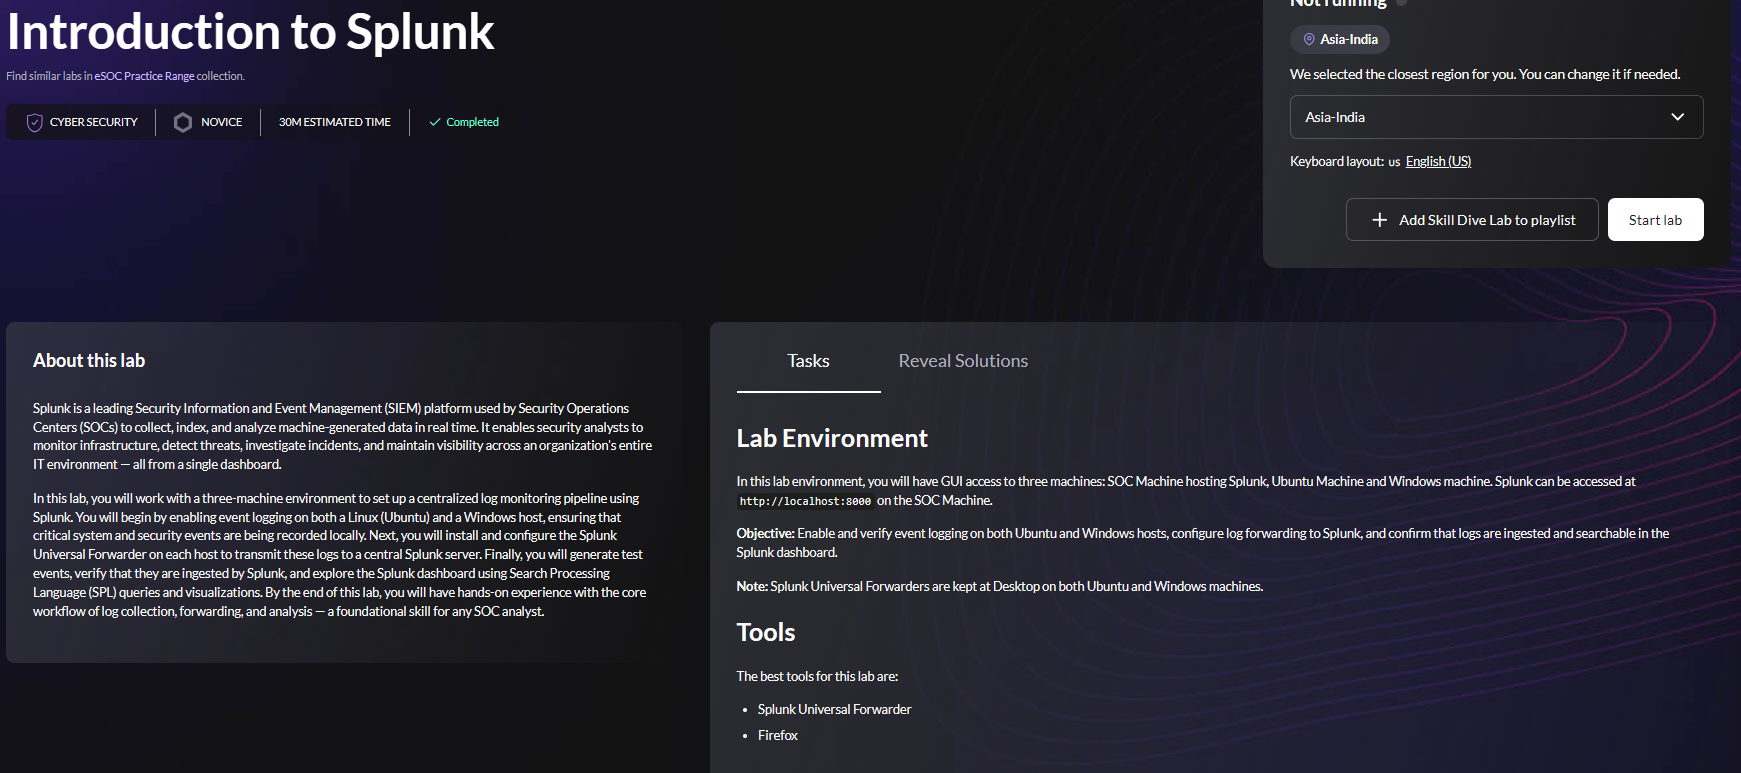 Introduction to Splunk
Find similar labs in eSOC Practice Range collection.
CYBER SECURITY
NOVICE
30M ESTIMATED TIME
Completed
Not running
Asia-India
We selected the closest region for you. You can change it if needed.
Asia-India
Keyboard layout: us English (US)
Add Skill Dive Lab to playlist
Start lab
About this lab
Splunk is a leading Security Information and Event Management (SIEM) platform used by Security Operations
Centers (SOCs) to collect, index, and analyze machine-generated data in real time. It enables security analysts to
monitor infrastructure, detect threats, investigate incidents, and maintain visibility across an organization's entire
IT environment — all from a single dashboard.
In this lab, you will work with a three-machine environment to set up a centralized log monitoring pipeline using
Splunk. You will begin by enabling event logging on both a Linux (Ubuntu) and a Windows host, ensuring that
critical system and security events are being recorded locally. Next, you will install and configure the Splunk
Universal Forwarder on each host to transmit these logs to a central Splunk server. Finally, you will generate test
events, verify that they are ingested by Splunk, and explore the Splunk dashboard using Search Processing
Language (SPL) queries and visualizations. By the end of this lab, you will have hands-on experience with the core
workflow of log collection, forwarding, and analysis — a foundational skill for any SOC analyst.
Tasks
Reveal Solutions
Lab Environment
In this lab environment, you will have GUI access to three machines: SOC Machine hosting Splunk, Ubuntu Machine and Windows machine. Splunk can be accessed at
http://localhost:8000 on the SOC Machine.
Objective: Enable and verify event logging on both Ubuntu and Windows hosts, configure log forwarding to Splunk, and confirm that logs are ingested and searchable in the
Splunk dashboard.
Note: Splunk Universal Forwarders are kept at Desktop on both Ubuntu and Windows machines.
Tools
The best tools for this lab are:
• Splunk Universal Forwarder
• Firefox